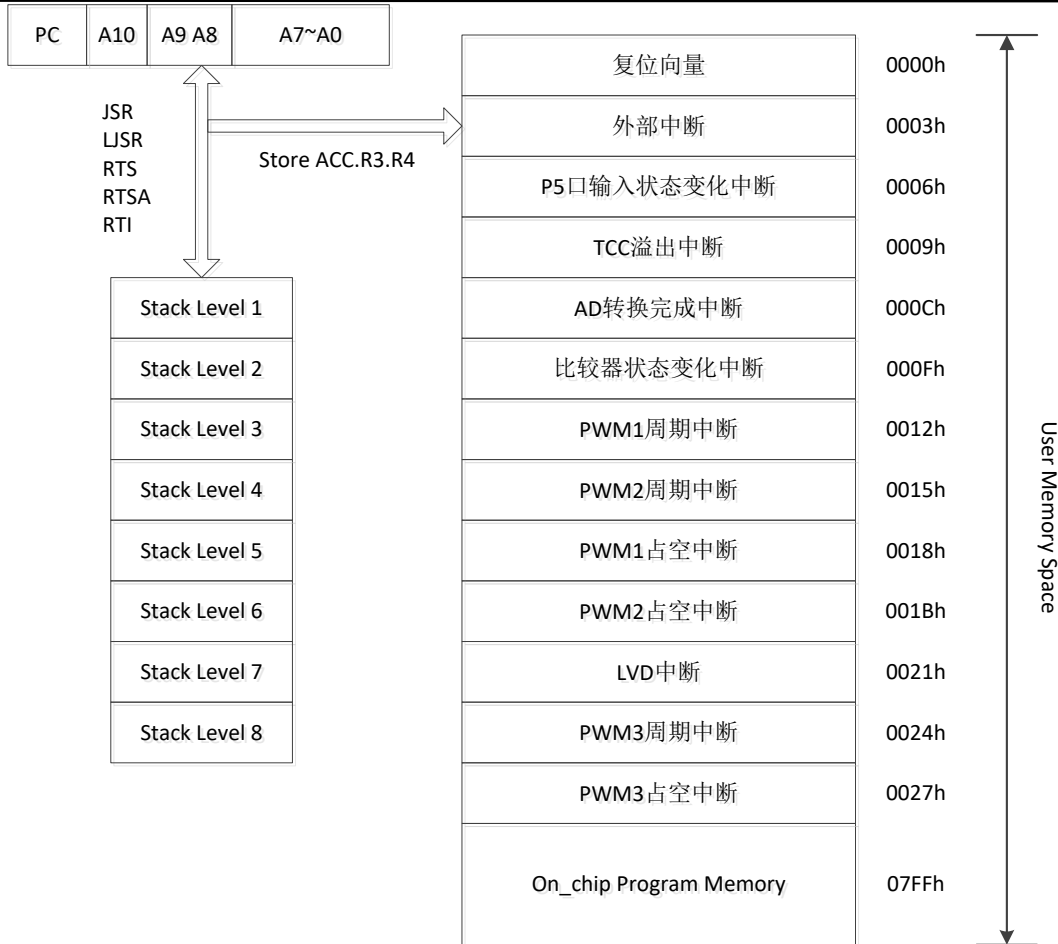 PC A10 A9 A8 A7~A0
JSR
LJSR
RTS
RTSA
RTI
Store ACC.R3.R4
Stack Level 1
Stack Level 2
Stack Level 3
Stack Level 4
Stack Level 5
Stack Level 6
Stack Level 7
Stack Level 8
复位向量 0000h
外部中断 0003h
P5口输入状态变化中断 0006h
TCC溢出中断 0009h
AD转换完成中断 000Ch
比较器状态变化中断 000Fh
PWM1周期中断 0012h
PWM2周期中断 0015h
PWM1占空中断 0018h
PWM2占空中断 001Bh
LVD中断 0021h
PWM3周期中断 0024h
PWM3占空中断 0027h
On_chip Program Memory 07FFh
User Memory Space